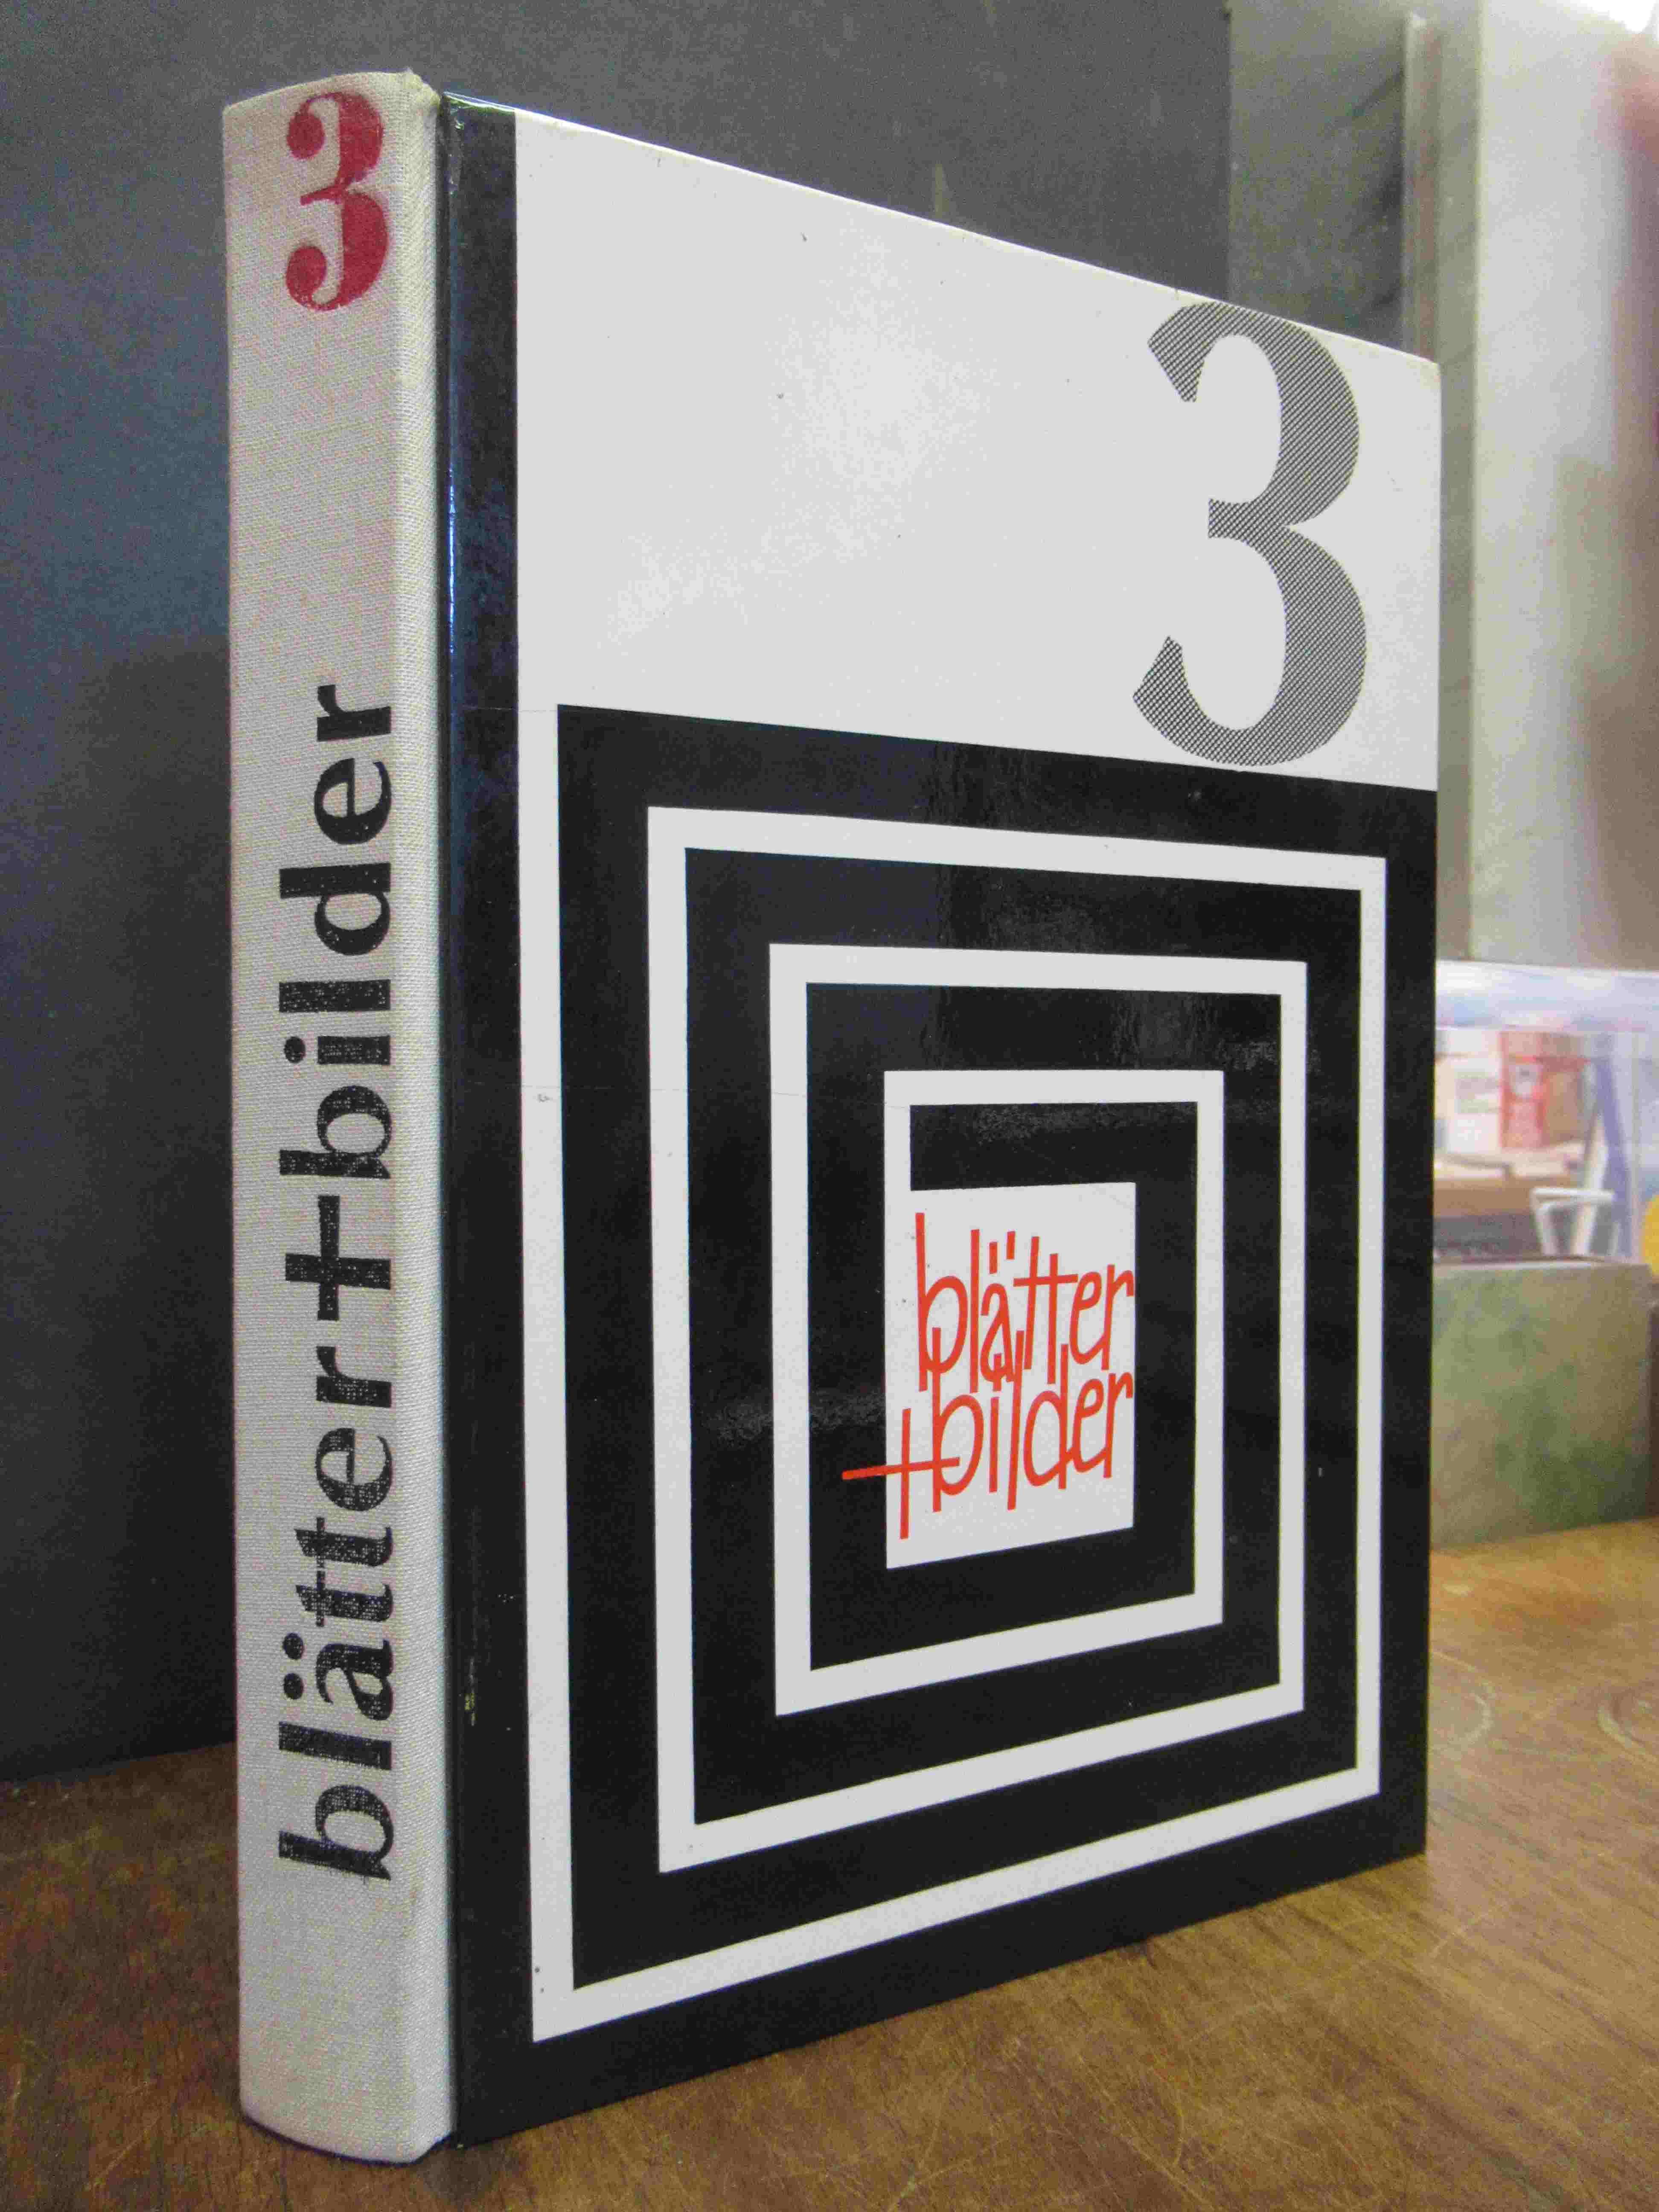 3
blätter+bilder
3
blätter
+bilder